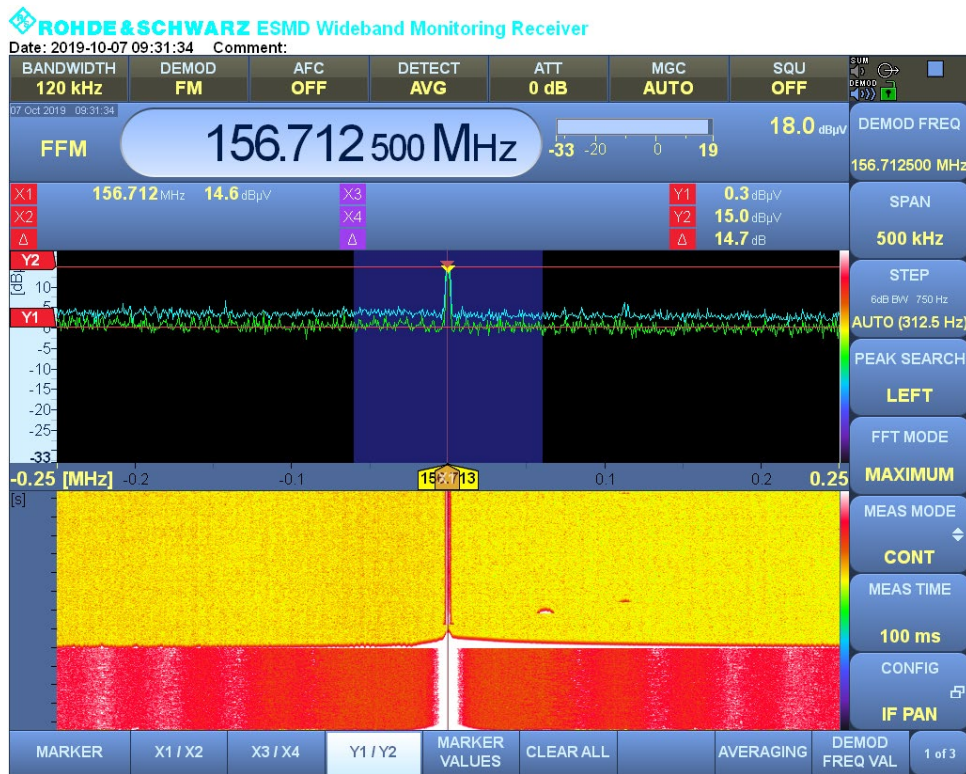 ROHDE & SCHWARZ ESMD Wideband Monitoring Receiver
Date: 2019-10-07 09:31:34 Comment:
BANDWIDTH DEMOD AFC DETECT ATT MGC SQU
120 kHz FM OFF AVG 0 dB AUTO OFF
SUM
DEMOD
07 Oct 2019 09:31:34
FFM 156.712 500 MHz
-33 -20 0 19
18.0 dBµV
DEMOD FREQ
156.712500 MHz
X1 156.712 MHz 14.6 dBµV X3 Y1 0.3 dBµV
X2 X4 Y2 15.0 dBµV
Δ Δ Δ 14.7 dB
SPAN
500 kHz
Y2
[dBµ
10
5
Y1
-5
-10
-15
-20
-25
-33
STEP
6dB BW 750 Hz
AUTO (312.5 Hz)
PEAK SEARCH
LEFT
FFT MODE
MAXIMUM
-0.25 [MHz] -0.2 -0.1 156.713 0.1 0.2 0.25
[s]
MEAS MODE
CONT
MEAS TIME
100 ms
CONFIG
IF PAN
MARKER X1 / X2 X3 / X4 Y1 / Y2 MARKER VALUES CLEAR ALL AVERAGING DEMOD FREQ VAL 1 of 3